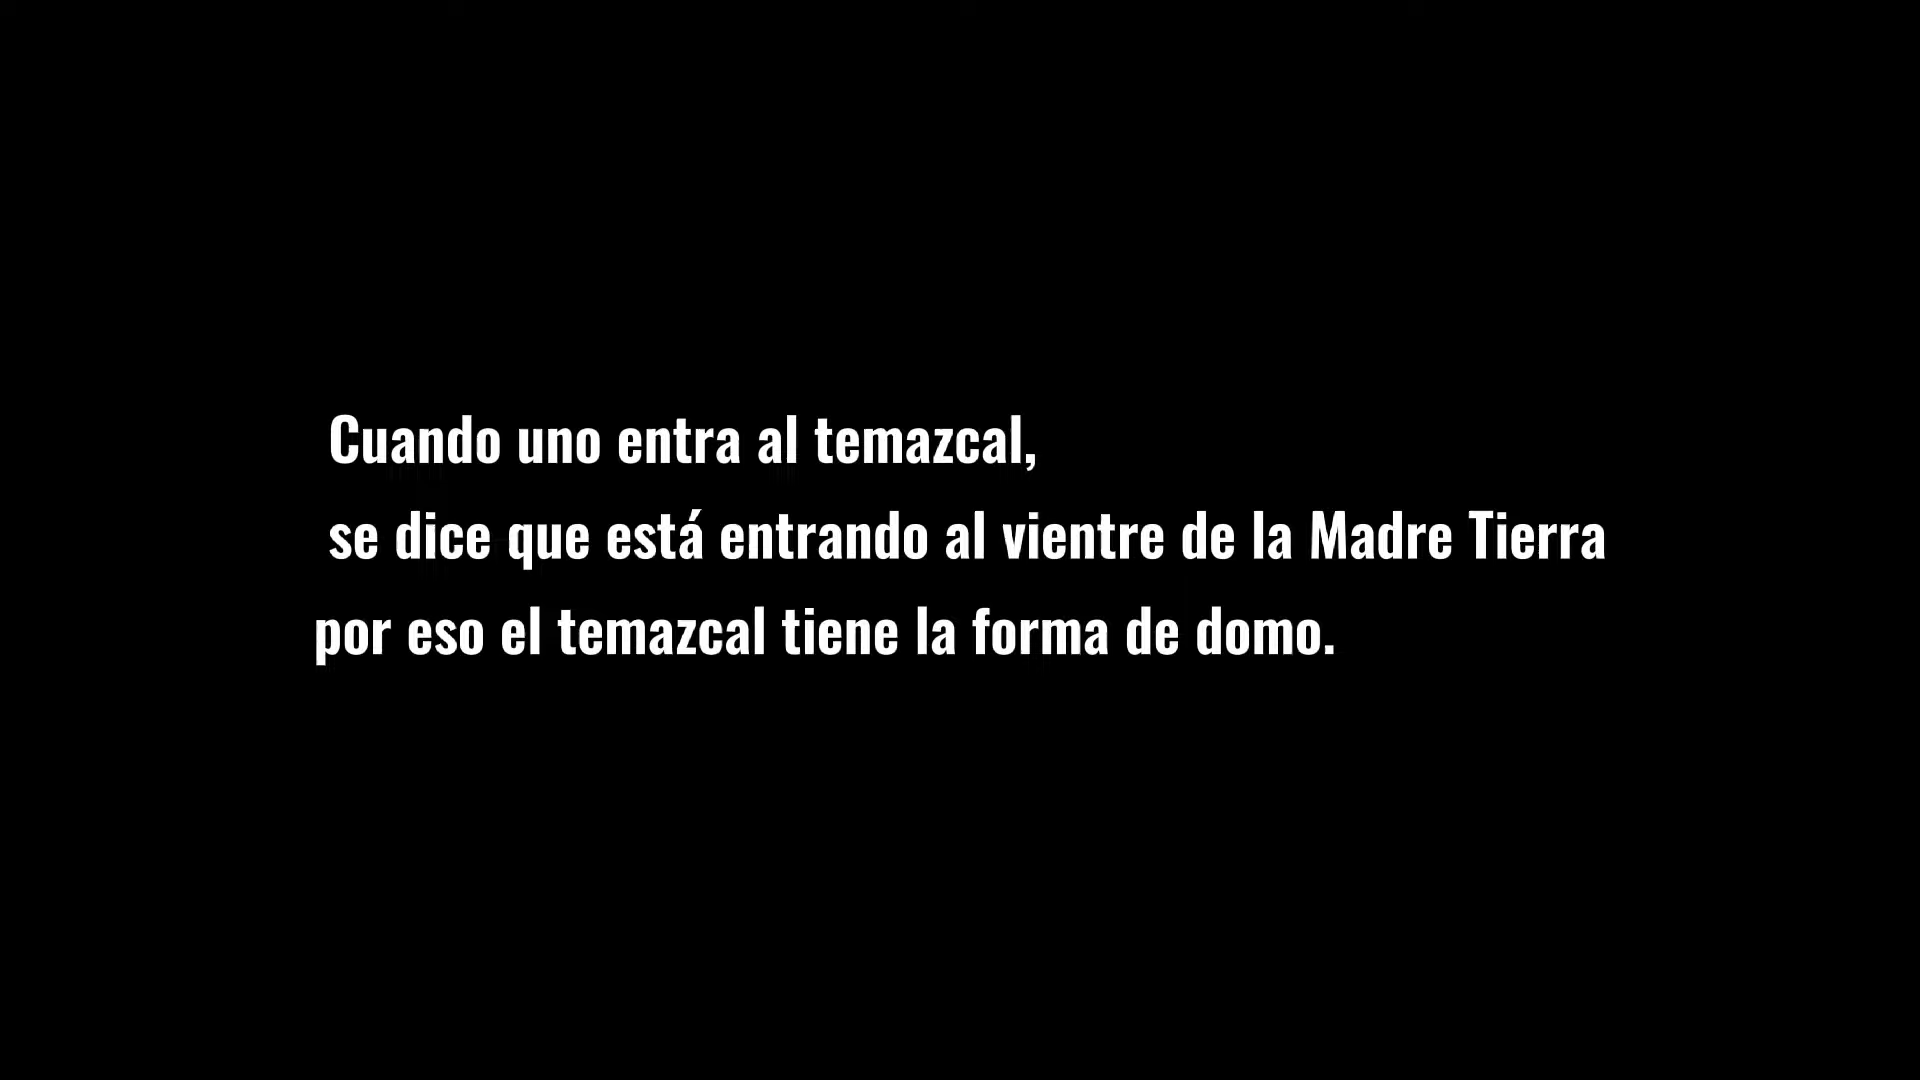 Cuando uno entra al temazcal,
se dice que está entrando al vientre de la Madre Tierra
por eso el temazcal tiene la forma de domo.